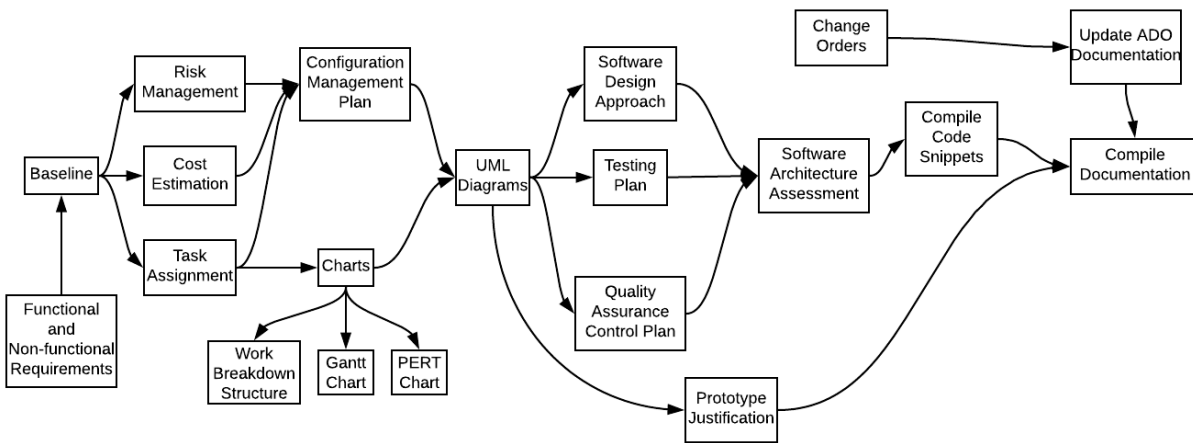 Change
Orders
Update ADO
Documentation
Risk
Management
Configuration
Management
Plan
Software
Design
Approach
Compile
Code
Snippets
Baseline
Cost
Estimation
UML
Diagrams
Testing
Plan
Software
Architecture
Assessment
Compile
Documentation
Task
Assignment
Charts
Functional
and
Non-functional
Requirements
Quality
Assurance
Control Plan
Work
Breakdown
Structure
Gantt
Chart
PERT
Chart
Prototype
Justification